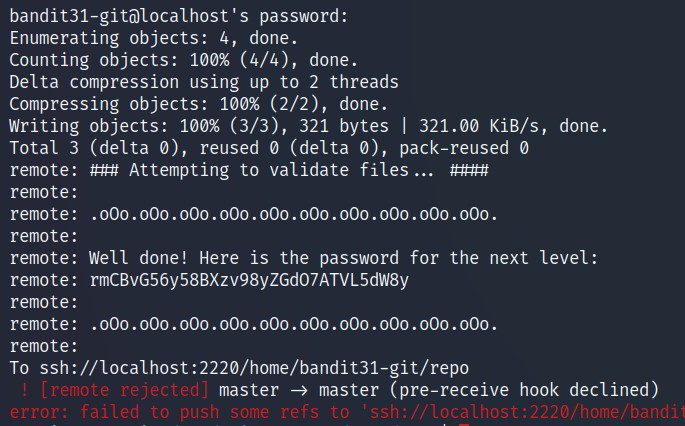 bandit31-git@localhost's password:
Enumerating objects: 4, done.
Counting objects: 100% (4/4), done.
Delta compression using up to 2 threads
Compressing objects: 100% (2/2), done.
Writing objects: 100% (3/3), 321 bytes | 321.00 KiB/s, done.
Total 3 (delta 0), reused 0 (delta 0), pack-reused 0
remote: ### Attempting to validate files... ####
remote:
remote: .oOo.oOo.oOo.oOo.oOo.oOo.oOo.oOo.oOo.oOo.
remote:
remote: Well done! Here is the password for the next level:
remote: rmCBvG56y58BXzv98yZGdO7ATVL5dW8y
remote:
remote: .oOo.oOo.oOo.oOo.oOo.oOo.oOo.oOo.oOo.oOo.
remote:
To ssh://localhost:2220/home/bandit31-git/repo
! [remote rejected] master → master (pre-receive hook declined)
error: failed to push some refs to 'ssh://localhost:2220/home/bandit